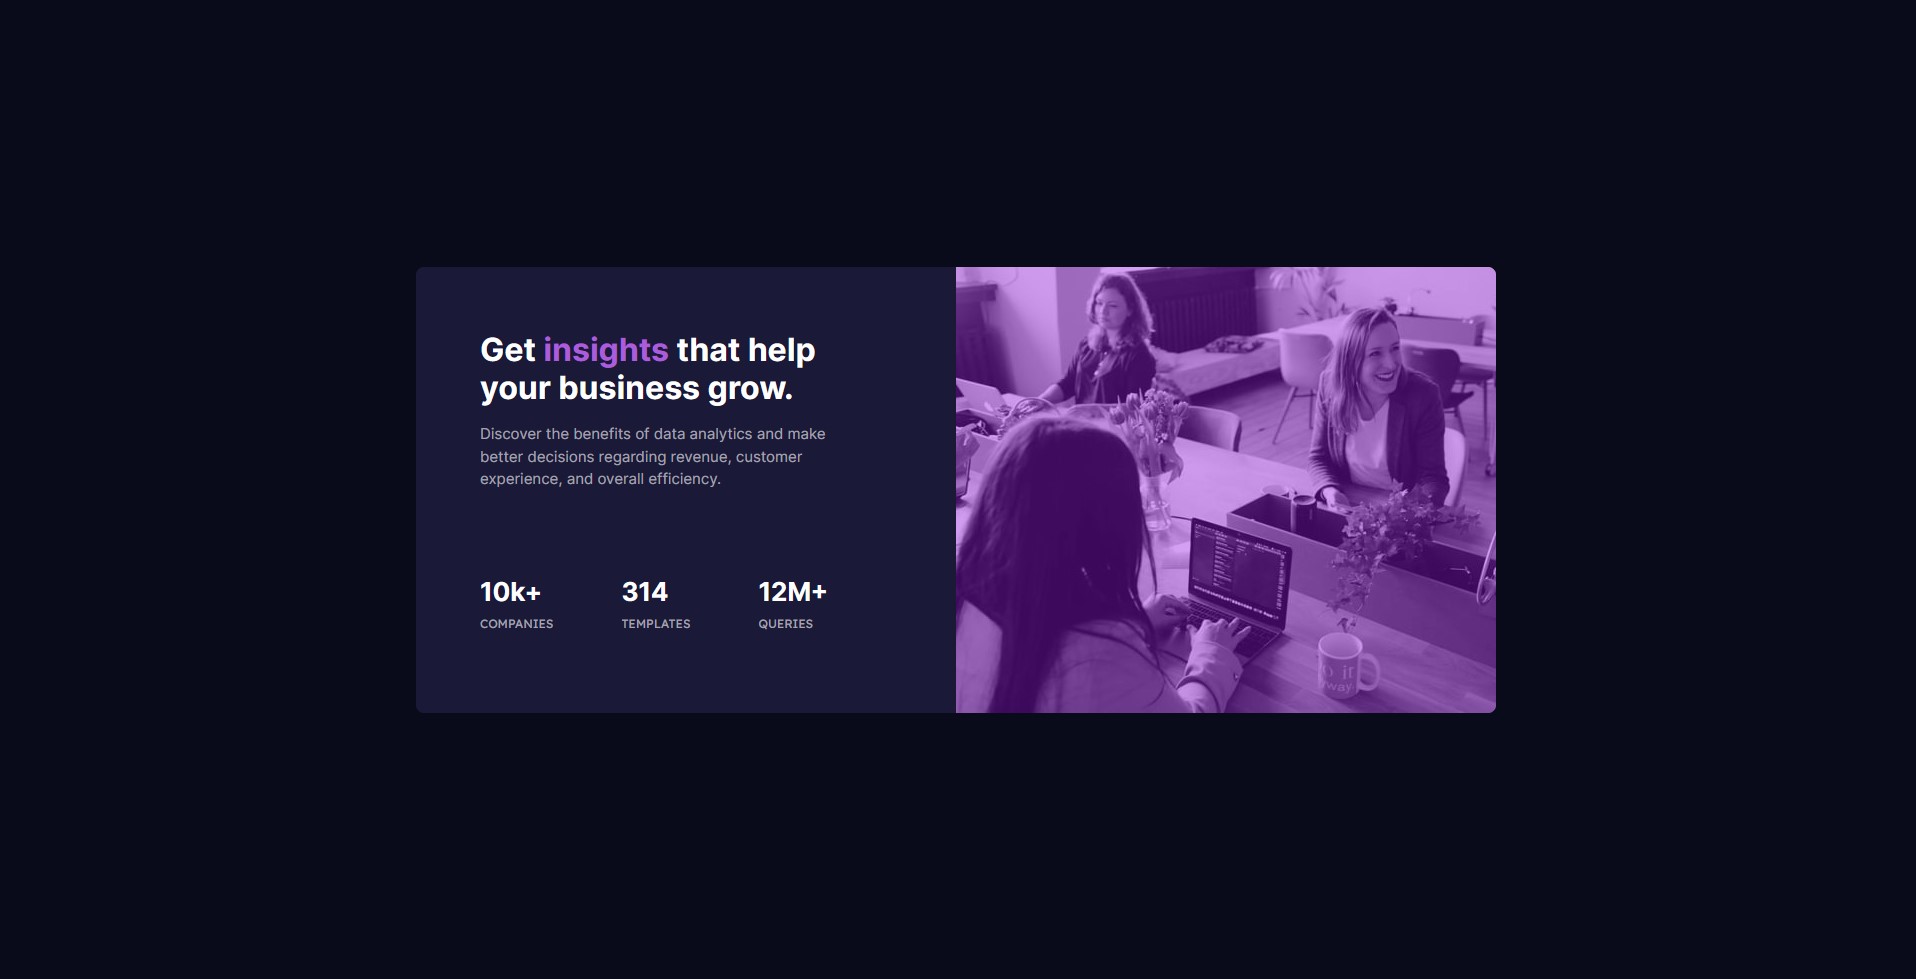 Get insights that help
your business grow.
Discover the benefits of data analytics and make
better decisions regarding revenue, customer
experience, and overall efficiency.
10k+ 314 12M+
COMPANIES TEMPLATES QUERIES